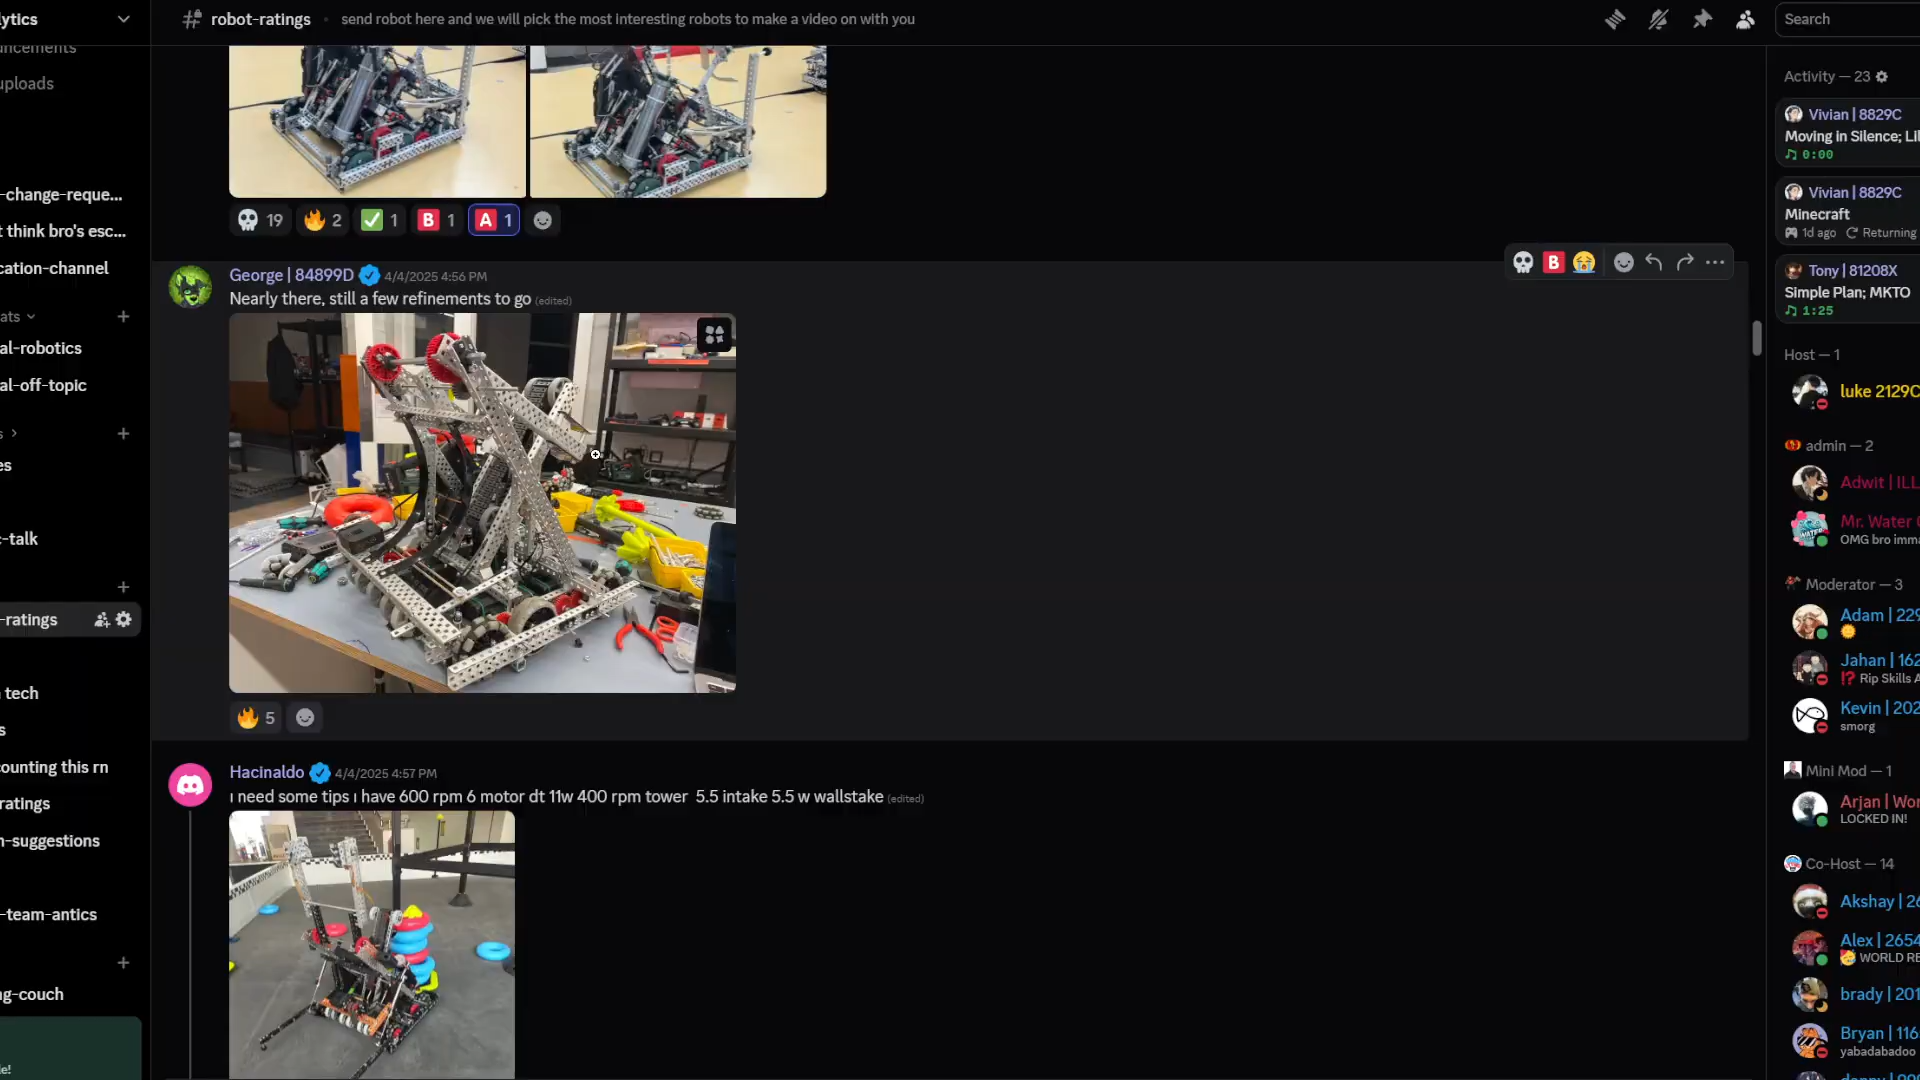 lytics
robot-ratings
send robot here and we will pick the most interesting robots to make a video on with you
Search
uncements
uploads
-change-reque...
t think bro's esc...
cation-channel
ats
al-robotics
al-off-topic
s
es
c-talk
-ratings
tech
s
ounting this rn
ratings
n-suggestions
-team-antics
ng-couch
le!
19
2
1
B 1
A 1
George | 84899D 4/4/2025 4:56 PM
B
Nearly there, still a few refinements to go (edited)
5
Hacinaldo 4/4/2025 4:57 PM
ı need some tips ı have 600 rpm 6 motor dt 11w 400 rpm tower 5.5 intake 5.5 w wallstake (edited)
Activity — 23
Vivian | 8829C
Moving in Silence; Lil
0:00
Vivian | 8829C
Minecraft
1d ago Returning
Tony | 81208X
Simple Plan; MKTO
1:25
Host — 1
luke 2129C
admin — 2
Adwit | ILL
Mr. Water
OMG bro imma
Moderator — 3
Adam | 229
Jahan | 162
Rip Skills A
Kevin | 202
smorg
Mini Mod — 1
Arjan | Wor
LOCKED IN!
Co-Host — 14
Akshay | 26
Alex | 2654
WORLD RE
brady | 201
Bryan | 116
yabadabadoo